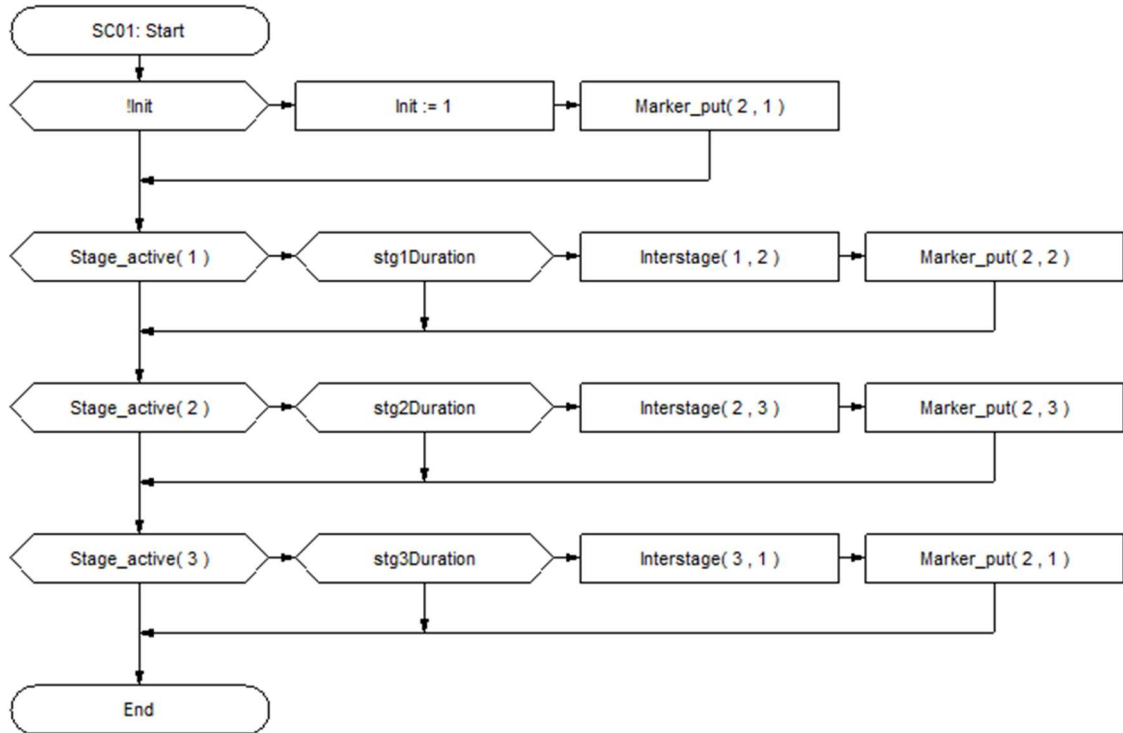 SC01: Start
!Init
Init := 1
Marker_put( 2 , 1 )
Stage_active( 1 )
stg1Duration
Interstage( 1 , 2 )
Marker_put( 2 , 2 )
Stage_active( 2 )
stg2Duration
Interstage( 2 , 3 )
Marker_put( 2 , 3 )
Stage_active( 3 )
stg3Duration
Interstage( 3 , 1 )
Marker_put( 2 , 1 )
End